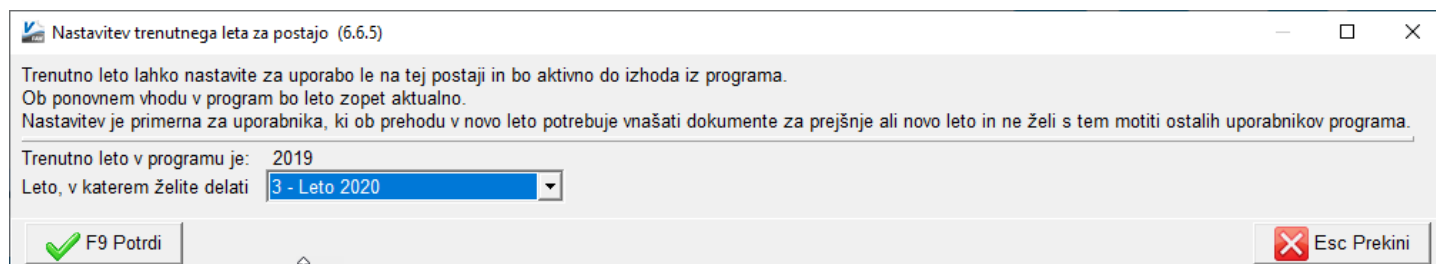 Nastavitev trenutnega leta za postajo (6.6.5)
Trenutno leto lahko nastavite za uporabo le na tej postaji in bo aktivno do izhoda iz programa.
Ob ponovnem vhodu v program bo leto zopet aktualno.
Nastavitev je primerna za uporabnika, ki ob prehodu v novo leto potrebuje vnašati dokumente za prejšnje ali novo leto in ne želi s tem motiti ostalih uporabnikov programa.
Trenutno leto v programu je: 2019
Leto, v katerem želite delati 3 - Leto 2020
F9 Potrdi Esc Prekini